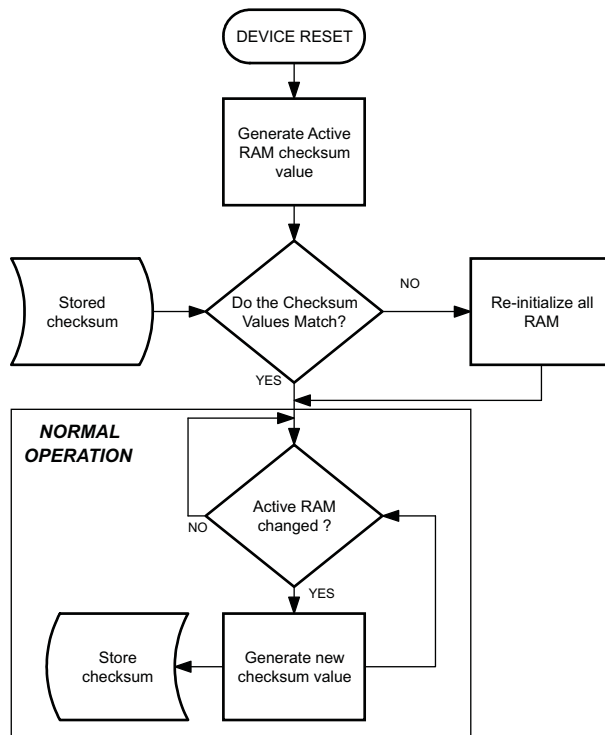 DEVICE RESET
Generate Active
RAM checksum
value
Stored
checksum
Do the Checksum
Values Match?
NO
Re-initialize all
RAM
YES
NORMAL
OPERATION
Active RAM
changed ?
NO
YES
Store
checksum
Generate new
checksum value